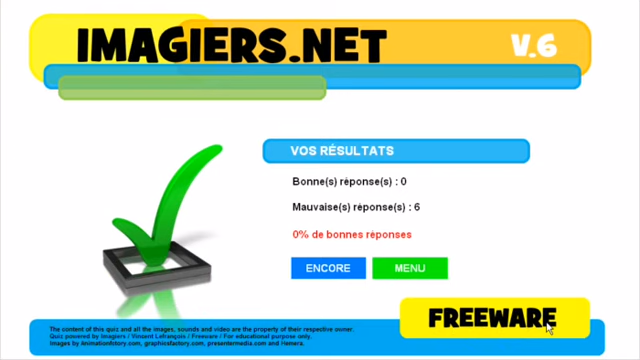 IMAGIERS.NET
V.6
VOS RÉSULTATS
Bonne(s) réponse(s) : 0
Mauvaise(s) réponse(s) : 6
0% de bonnes réponses
ENCORE
MENU
FREEWARE
The content of this quiz and all the images, sounds and video are the property of their respective owner.
Quiz powered by Imagiers / Vincent Lefrançois / Freeware / For educational purpose only.
Images by Animationfctory.com, graphicsfactory.com, presentermedia.com and Hemera.